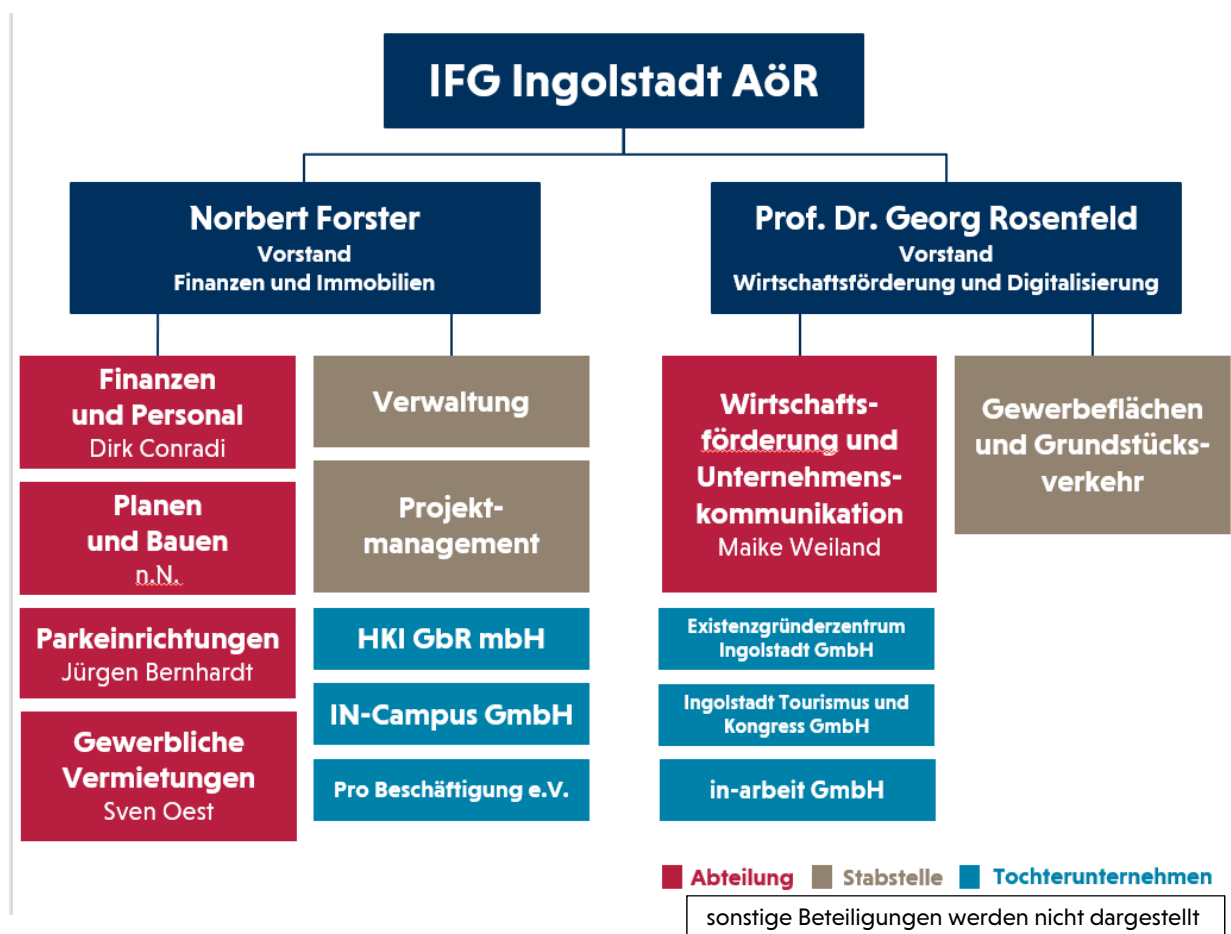 IFG Ingolstadt AöR
Norbert Forster
Vorstand
Finanzen und Immobilien
Prof. Dr. Georg Rosenfeld
Vorstand
Wirtschaftsförderung und Digitalisierung
Finanzen
und Personal
Dirk Conradi
Planen
und Bauen
n.N.
Parkeinrichtungen
Jürgen Bernhardt
Gewerbliche
Vermietungen
Sven Oest
Verwaltung
Projekt-
management
HKI GbR mbH
IN-Campus GmbH
Pro Beschäftigung e.V.
Wirtschafts-
förderung und
Unternehmens-
kommunikation
Maike Weiland
Existenzgründerzentrum
Ingolstadt GmbH
Ingolstadt Tourismus und
Kongress GmbH
in-arbeit GmbH
Gewerbeflächen
und Grundstücks-
verkehr
Abteilung Stabstelle Tochterunternehmen
sonstige Beteiligungen werden nicht dargestellt